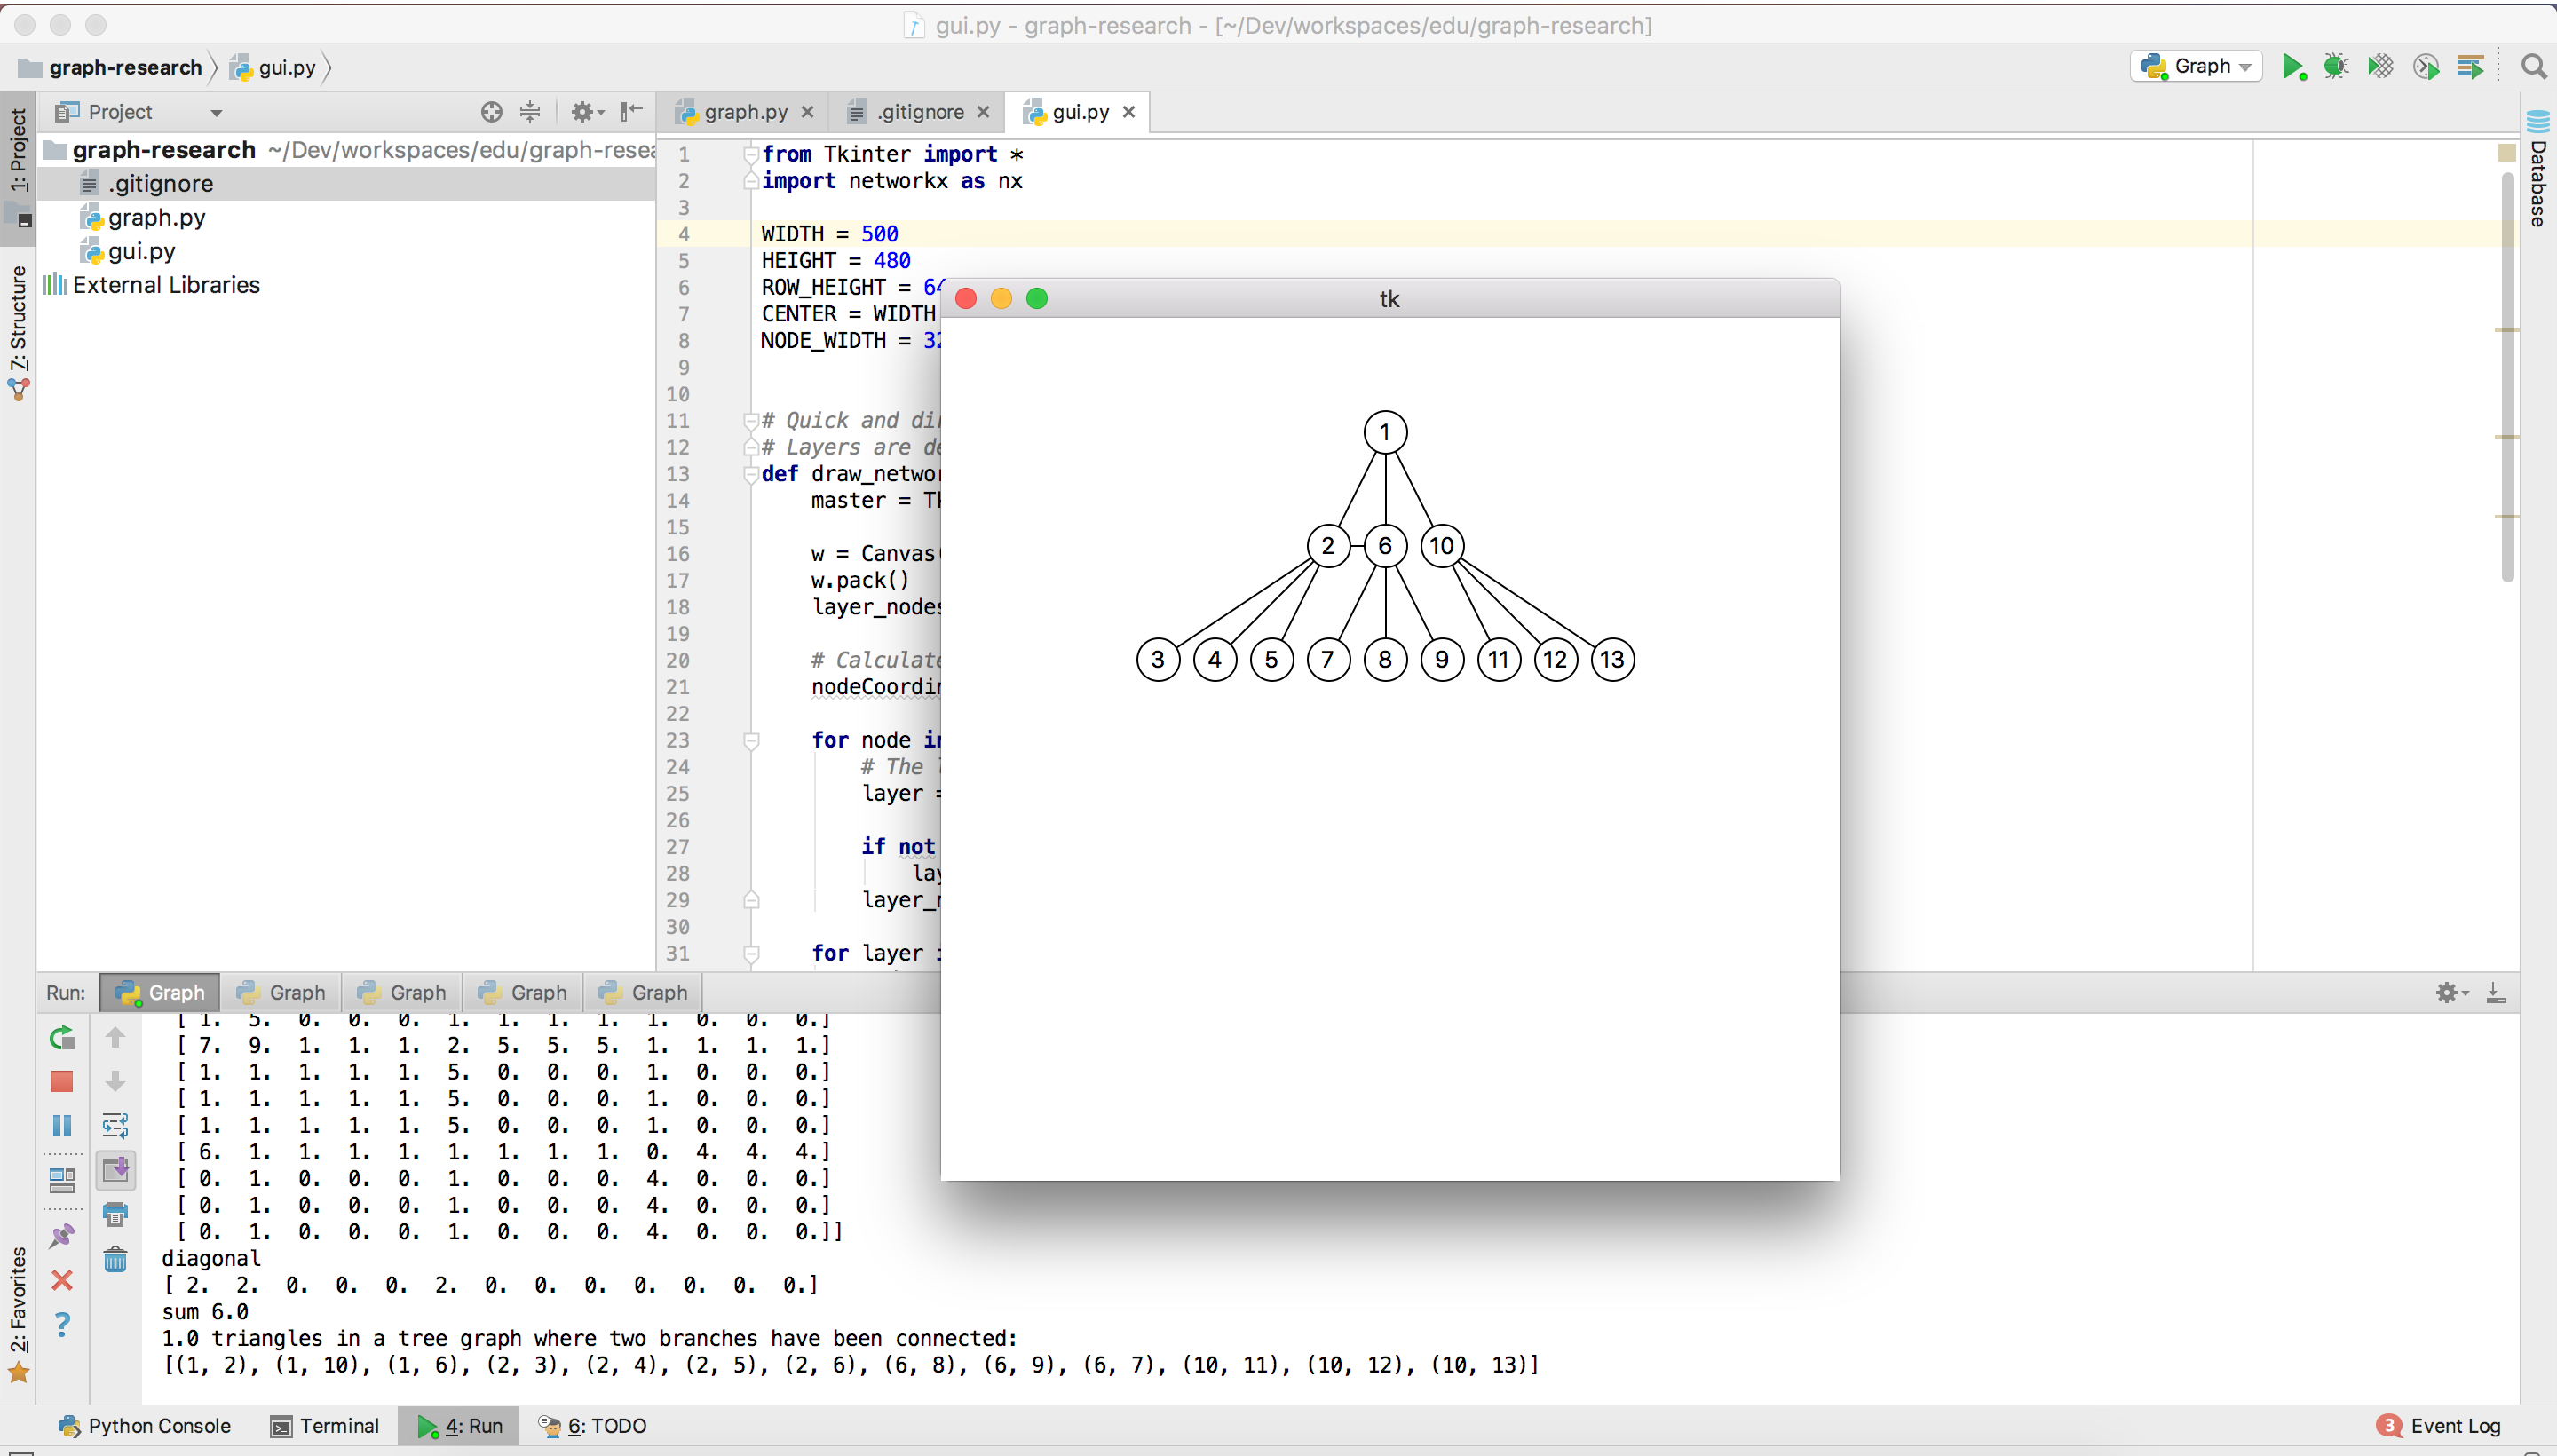 gui.py - graph-research - [~/Dev/workspaces/edu/graph-research]
graph-research gui.py Graph
1: Project
7: Structure
2: Favorites
Project
graph-research ~/Dev/workspaces/edu/graph-resea
.gitignore
graph.py
gui.py
External Libraries
graph.py .gitignore gui.py
Database
1 from Tkinter import *
2 import networkx as nx
3
4 WIDTH = 500
5 HEIGHT = 480
6 ROW_HEIGHT = 64
7 CENTER = WIDTH
8 NODE_WIDTH = 32
9
10
11 # Quick and di
12 # Layers are de
13 def draw_networ
14 master = Tk
15
16 w = Canvas(
17 w.pack()
18 layer_nodes
19
20 # Calculate
21 nodeCoordin
22
23 for node in
24 # The l
25 layer =
26
27 if not
28 lay
29 layer_n
30
31 for layer i
tk
1
2 6 10
3 4 5 7 8 9 11 12 13
Run: Graph Graph Graph Graph Graph
[ 1. 5. 0. 0. 0. 1. 1. 1. 1. 1. 0. 0. 0.]
[ 7. 9. 1. 1. 1. 2. 5. 5. 5. 1. 1. 1. 1.]
[ 1. 1. 1. 1. 1. 5. 0. 0. 0. 1. 0. 0. 0.]
[ 1. 1. 1. 1. 1. 5. 0. 0. 0. 1. 0. 0. 0.]
[ 1. 1. 1. 1. 1. 5. 0. 0. 0. 1. 0. 0. 0.]
[ 6. 1. 1. 1. 1. 1. 1. 1. 1. 0. 4. 4. 4.]
[ 0. 1. 0. 0. 0. 1. 0. 0. 0. 4. 0. 0. 0.]
[ 0. 1. 0. 0. 0. 1. 0. 0. 0. 4. 0. 0. 0.]
[ 0. 1. 0. 0. 0. 1. 0. 0. 0. 4. 0. 0. 0.]]
diagonal
[ 2. 2. 0. 0. 0. 2. 0. 0. 0. 0. 0. 0. 0.]
sum 6.0
1.0 triangles in a tree graph where two branches have been connected:
[(1, 2), (1, 10), (1, 6), (2, 3), (2, 4), (2, 5), (2, 6), (6, 8), (6, 9), (6, 7), (10, 11), (10, 12), (10, 13)]
Python Console Terminal 4: Run 6: TODO 3 Event Log